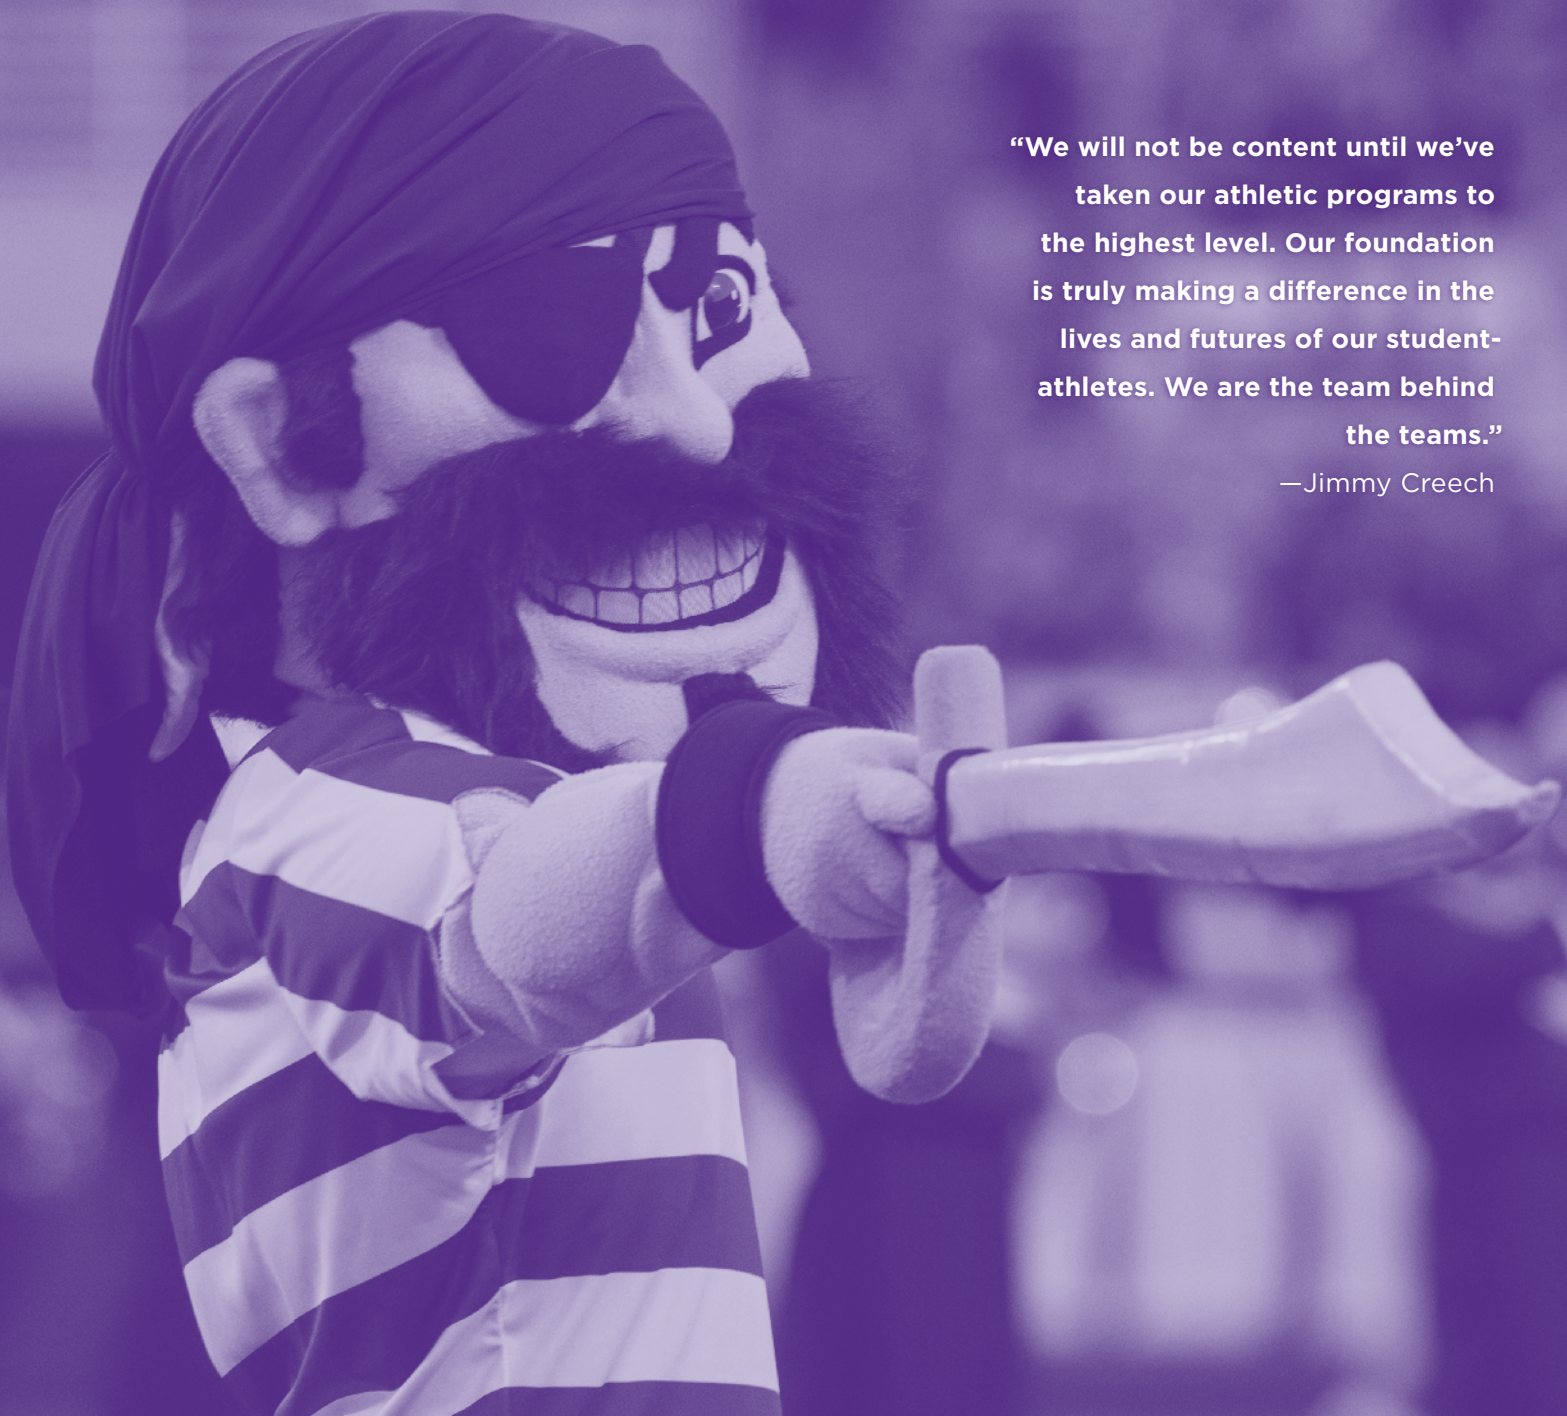 “We will not be content until we’ve
taken our athletic programs to
the highest level. Our foundation
is truly making a difference in the
lives and futures of our student-
athletes. We are the team behind
the teams.”
—Jimmy Creech